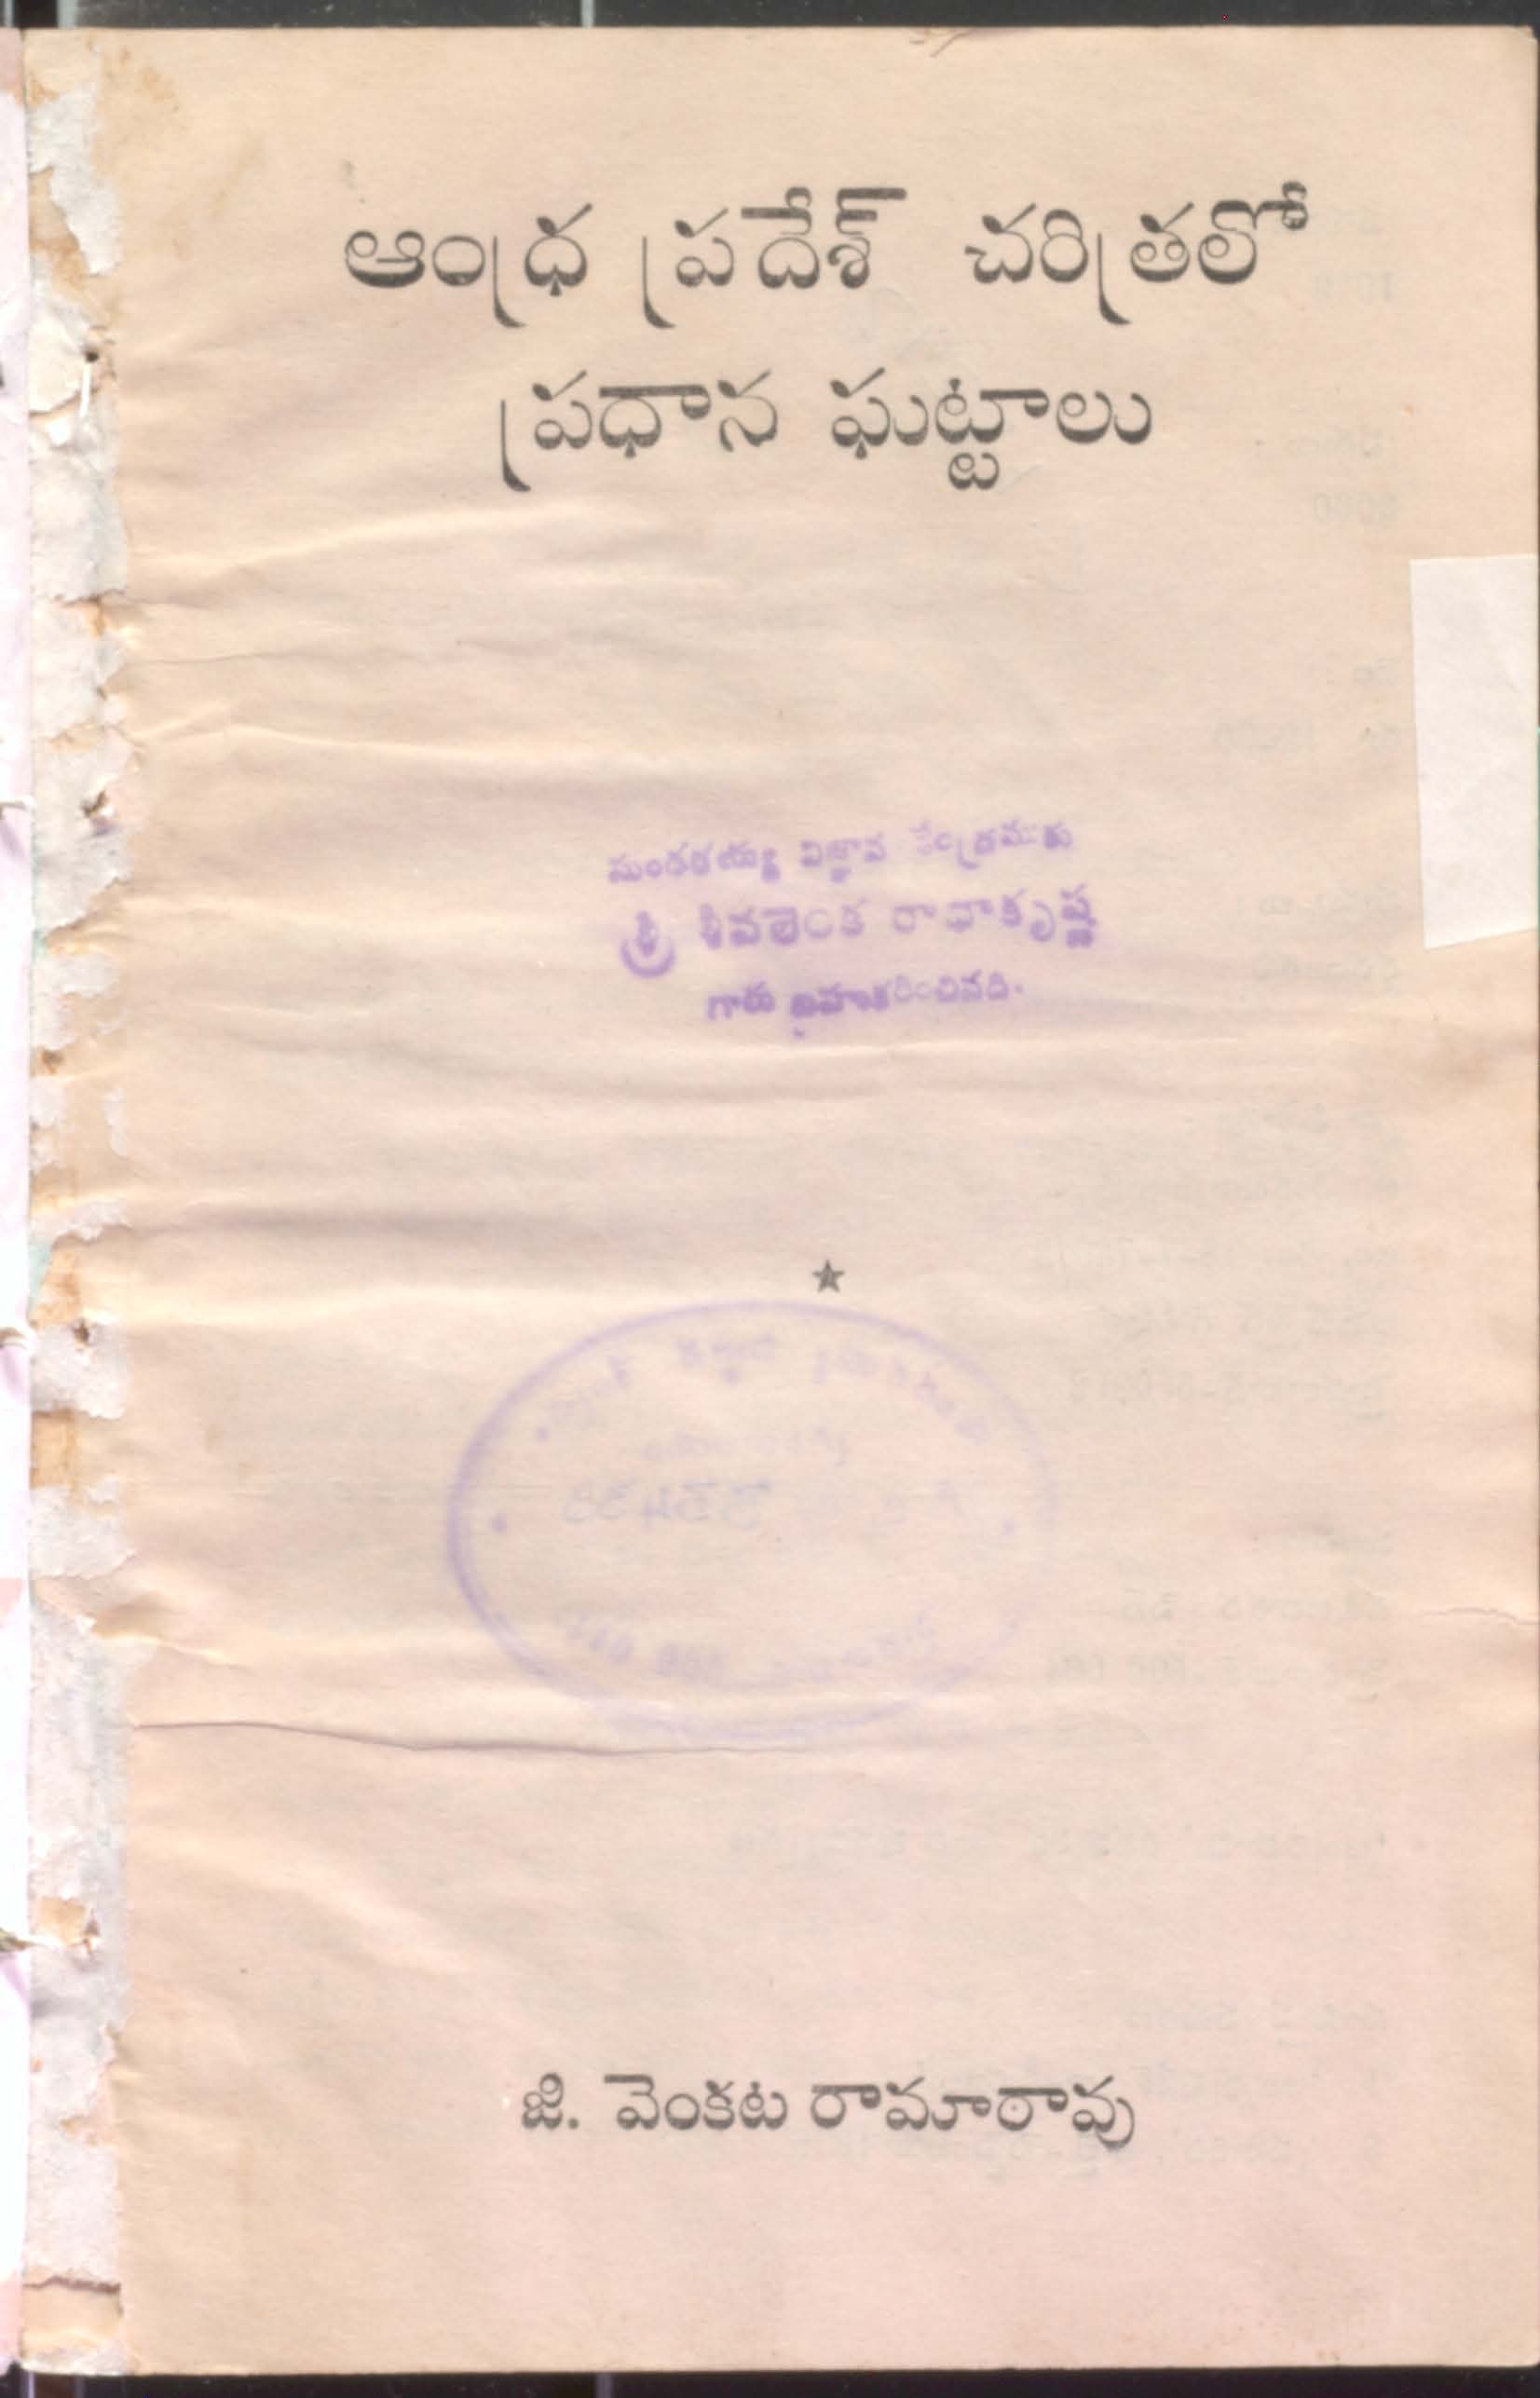 ఆంధ్ర ప్రదేశ్ చరిత్రలో
ప్రధాన ఘట్టాలు
సుందరయ్య విజ్ఞాన కేంద్రమునకు
శ్రీ శివలెంక రాధాకృష్ణ
గారు బహూకరించినది.
★
జి. వెంకట రామారావు